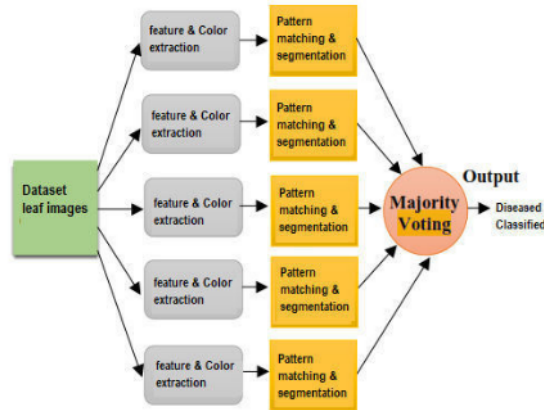 Dataset
leaf images
feature & Color
extraction
Pattern
matching &
segmentation
feature & Color
extraction
Pattern
matching &
segmentation
feature & Color
extraction
Pattern
matching &
segmentation
feature & Color
extraction
Pattern
matching &
segmentation
feature & Color
extraction
Pattern
matching &
segmentation
Majority
Voting
Output
Diseased
Classified